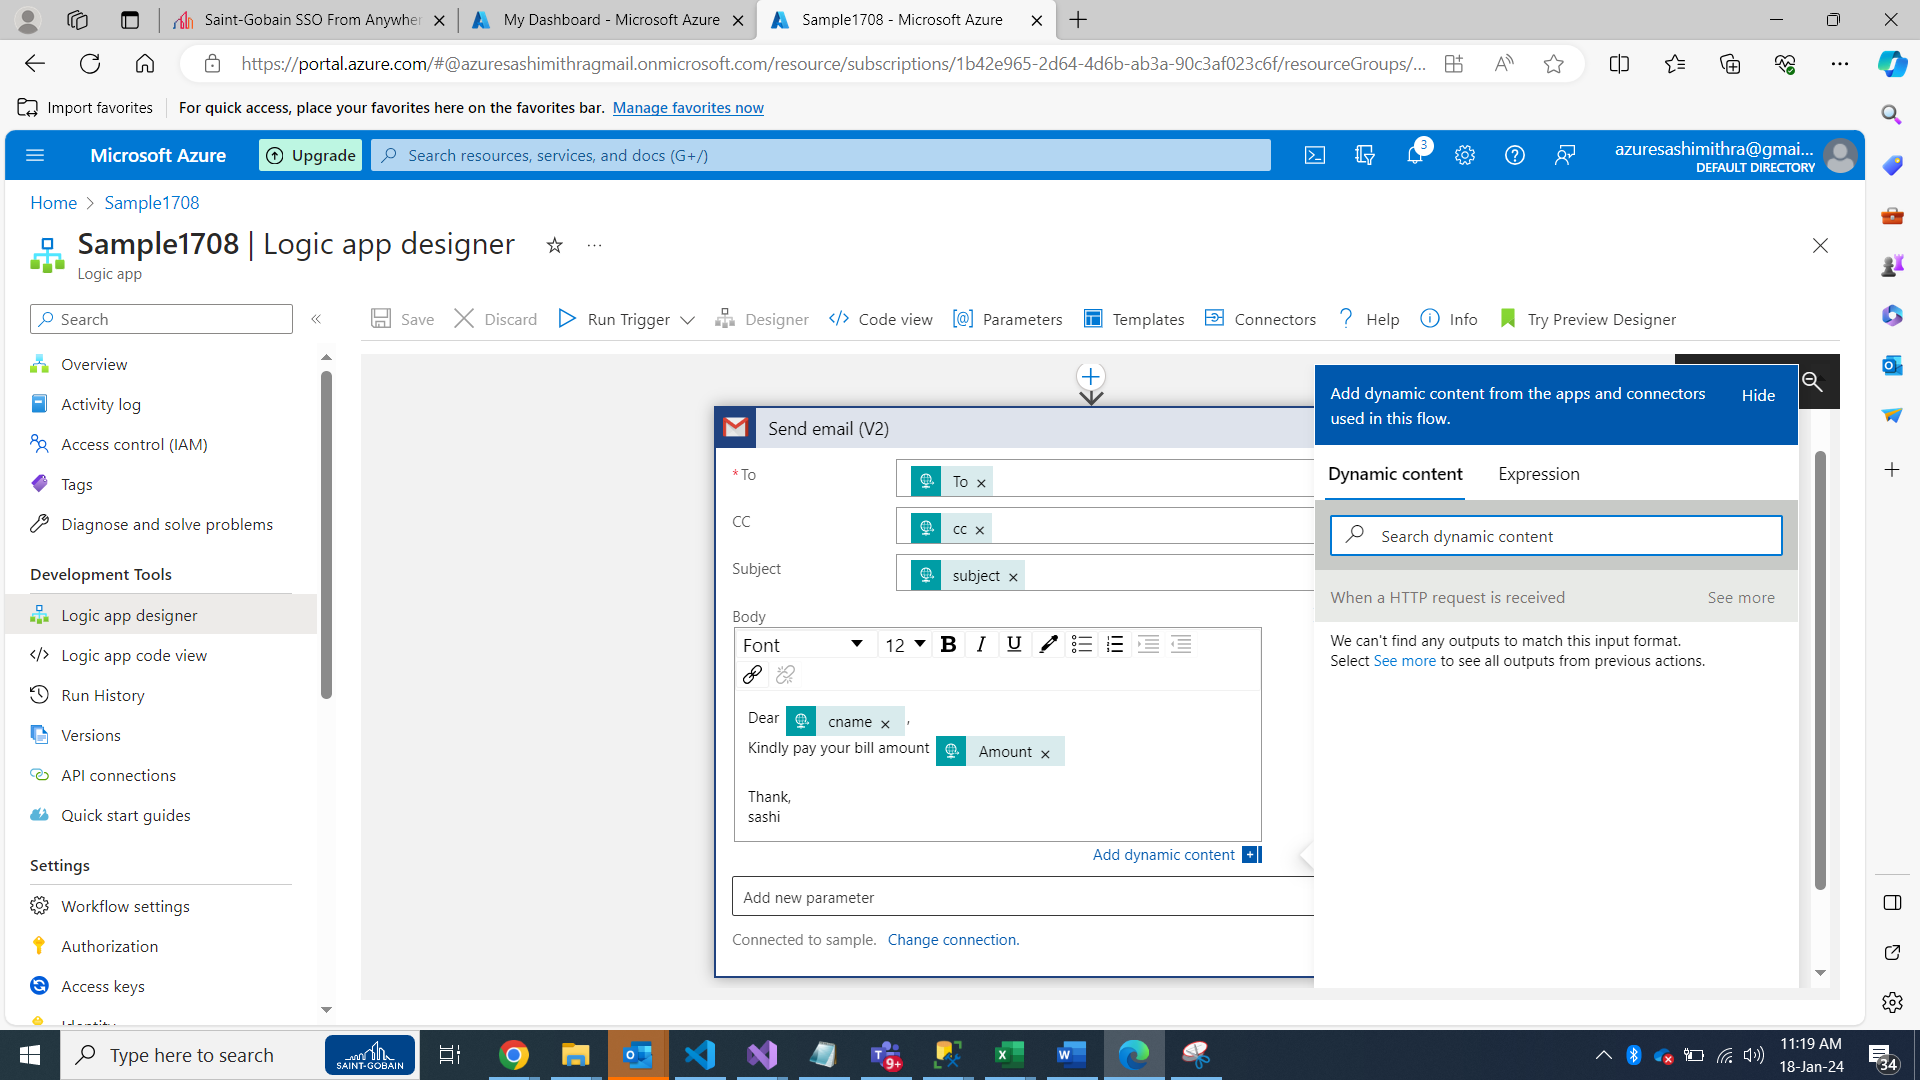 Saint-Gobain SSO From Anywher
My Dashboard - Microsoft Azure
Sample1708 - Microsoft Azure
https://portal.azure.com/#@azuresashimithragmail.onmicrosoft.com/resource/subscriptions/1b42e965-2d64-4d6b-ab3a-90c3af023c6f/resourceGroups/...
Import favorites
For quick access, place your favorites here on the favorites bar. Manage favorites now
Microsoft Azure
Upgrade
Search resources, services, and docs (G+/)
3
azuresashimithra@gmai...
DEFAULT DIRECTORY
Home > Sample1708
Sample1708 | Logic app designer
Logic app
Search
Save
Discard
Run Trigger
Designer
Code view
Parameters
Templates
Connectors
Help
Info
Try Preview Designer
Overview
Activity log
Access control (IAM)
Tags
Diagnose and solve problems
Development Tools
Logic app designer
Logic app code view
Run History
Versions
API connections
Quick start guides
Settings
Workflow settings
Authorization
Access keys
Identity
Send email (V2)
* To
To ×
CC
cc ×
Subject
subject ×
Body
Font
12
B I U
Dear cname × ,
Kindly pay your bill amount Amount ×
Thank,
sashi
Add dynamic content
Add new parameter
Connected to sample. Change connection.
Add dynamic content from the apps and connectors
used in this flow.
Hide
Dynamic content
Expression
Search dynamic content
When a HTTP request is received
See more
We can't find any outputs to match this input format.
Select See more to see all outputs from previous actions.
Type here to search
SAINT-GOBAIN
9+
11:19 AM
18-Jan-24
34